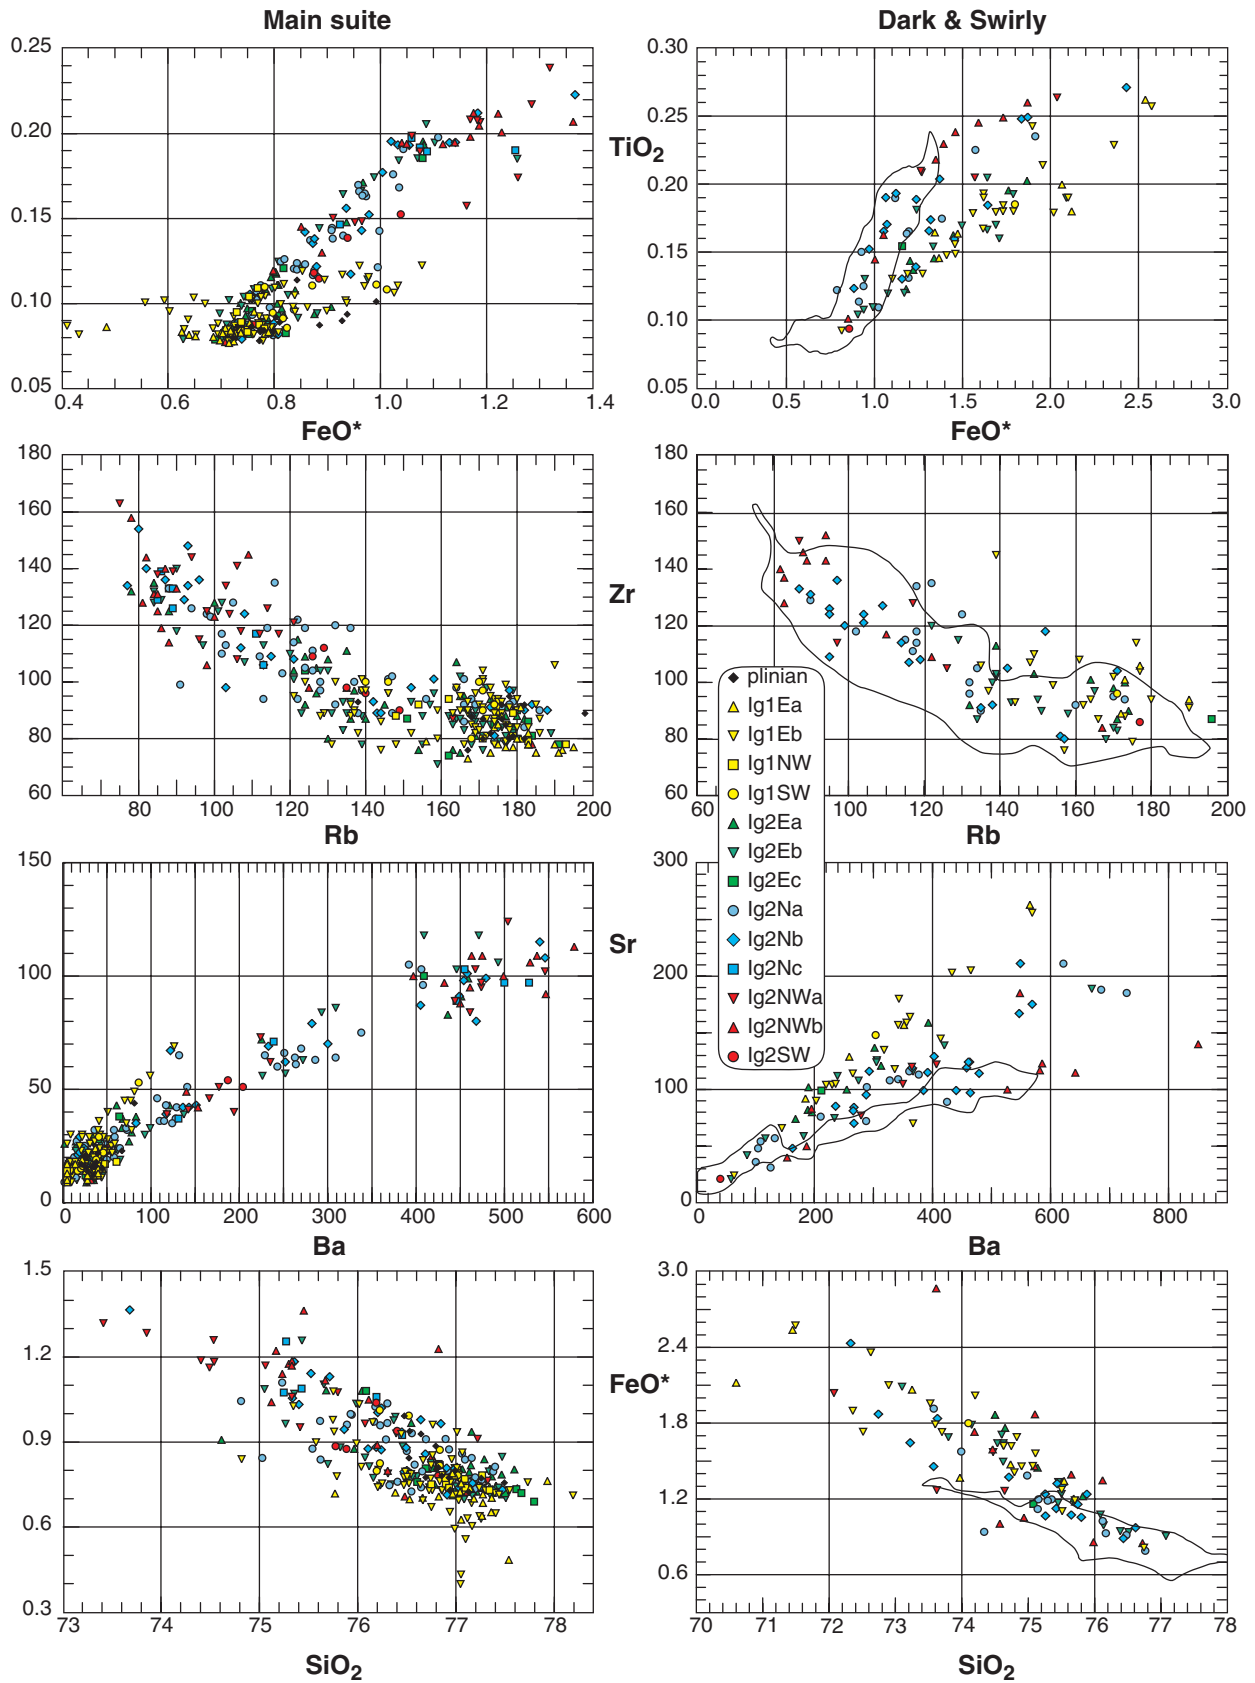 Main suite
Dark & Swirly
0.25
0.20
0.15
0.10
0.05
0.4 0.6 0.8 1.0 1.2 1.4
FeO*
TiO2
0.30
0.25
0.20
0.15
0.10
0.05
0.0 0.5 1.0 1.5 2.0 2.5 3.0
FeO*
180
160
140
120
100
80
60
80 100 120 140 160 180 200
Rb
Zr
180
160
140
120
100
80
60
60 100 120 140 160 180 200
Rb
plinian
Ig1Ea
Ig1Eb
Ig1NW
Ig1SW
Ig2Ea
Ig2Eb
Ig2Ec
Ig2Na
Ig2Nb
Ig2Nc
Ig2NWa
Ig2NWb
Ig2SW
150
100
50
0
0 100 200 300 400 500 600
Ba
Sr
300
200
100
0
0 200 400 600 800
Ba
1.5
1.2
0.9
0.6
0.3
73 74 75 76 77 78
SiO2
FeO*
3.0
2.4
1.8
1.2
0.6
70 71 72 73 74 75 76 77 78
SiO2